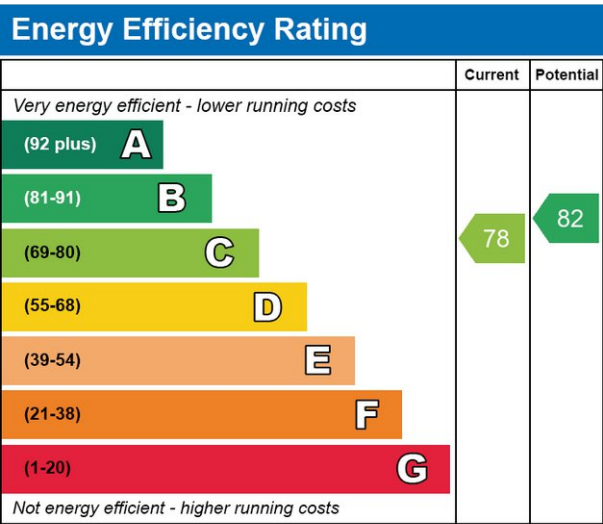 Energy Efficiency Rating
Current Potential
Very energy efficient - lower running costs
(92 plus) A
(81-91) B
(69-80) C
(55-68) D
(39-54) E
(21-38) F
(1-20) G
78
82
Not energy efficient - higher running costs